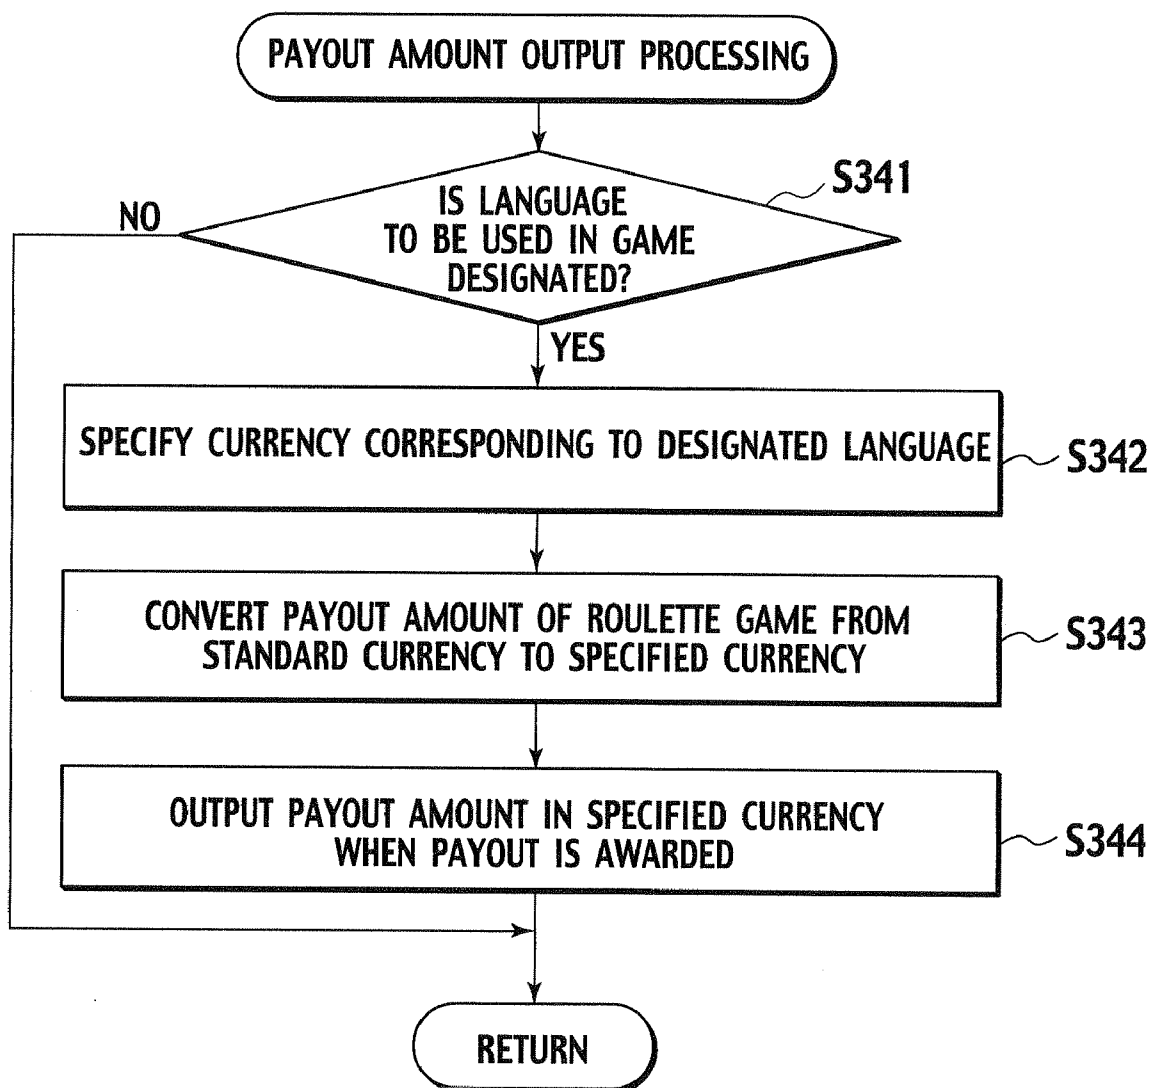 PAYOUT AMOUNT OUTPUT PROCESSING
S341
IS LANGUAGE
TO BE USED IN GAME
DESIGNATED?
NO
YES
SPECIFY CURRENCY CORRESPONDING TO DESIGNATED LANGUAGE
S342
CONVERT PAYOUT AMOUNT OF ROULETTE GAME FROM
STANDARD CURRENCY TO SPECIFIED CURRENCY
S343
OUTPUT PAYOUT AMOUNT IN SPECIFIED CURRENCY
WHEN PAYOUT IS AWARDED
S344
RETURN